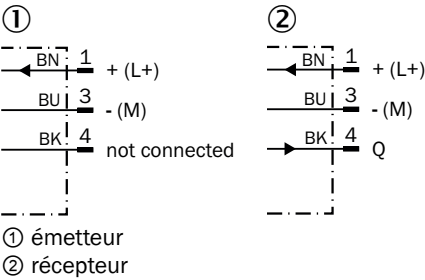 ① ②
BN 1 + (L+)
BU 3 - (M)
BK 4 not connected
BN 1 + (L+)
BU 3 - (M)
BK 4 Q
① émetteur
② récepteur